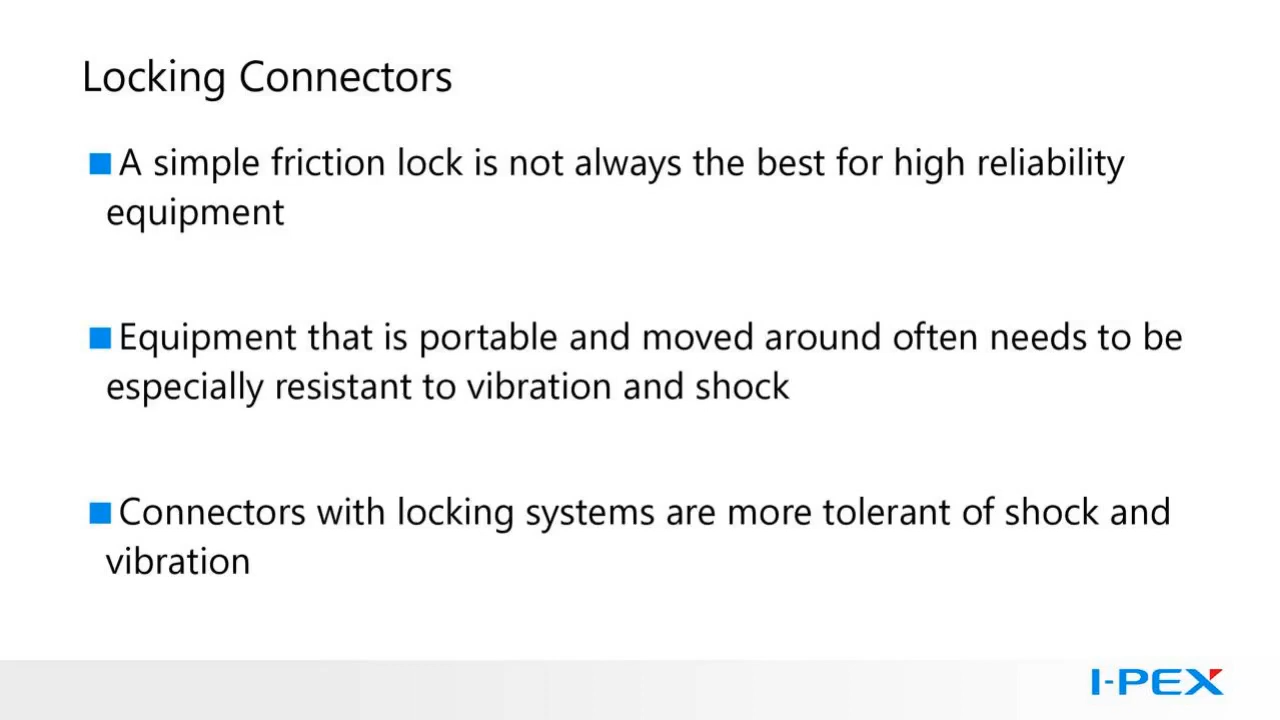 Locking Connectors
A simple friction lock is not always the best for high reliability
equipment
Equipment that is portable and moved around often needs to be
especially resistant to vibration and shock
Connectors with locking systems are more tolerant of shock and
vibration
I-PEX